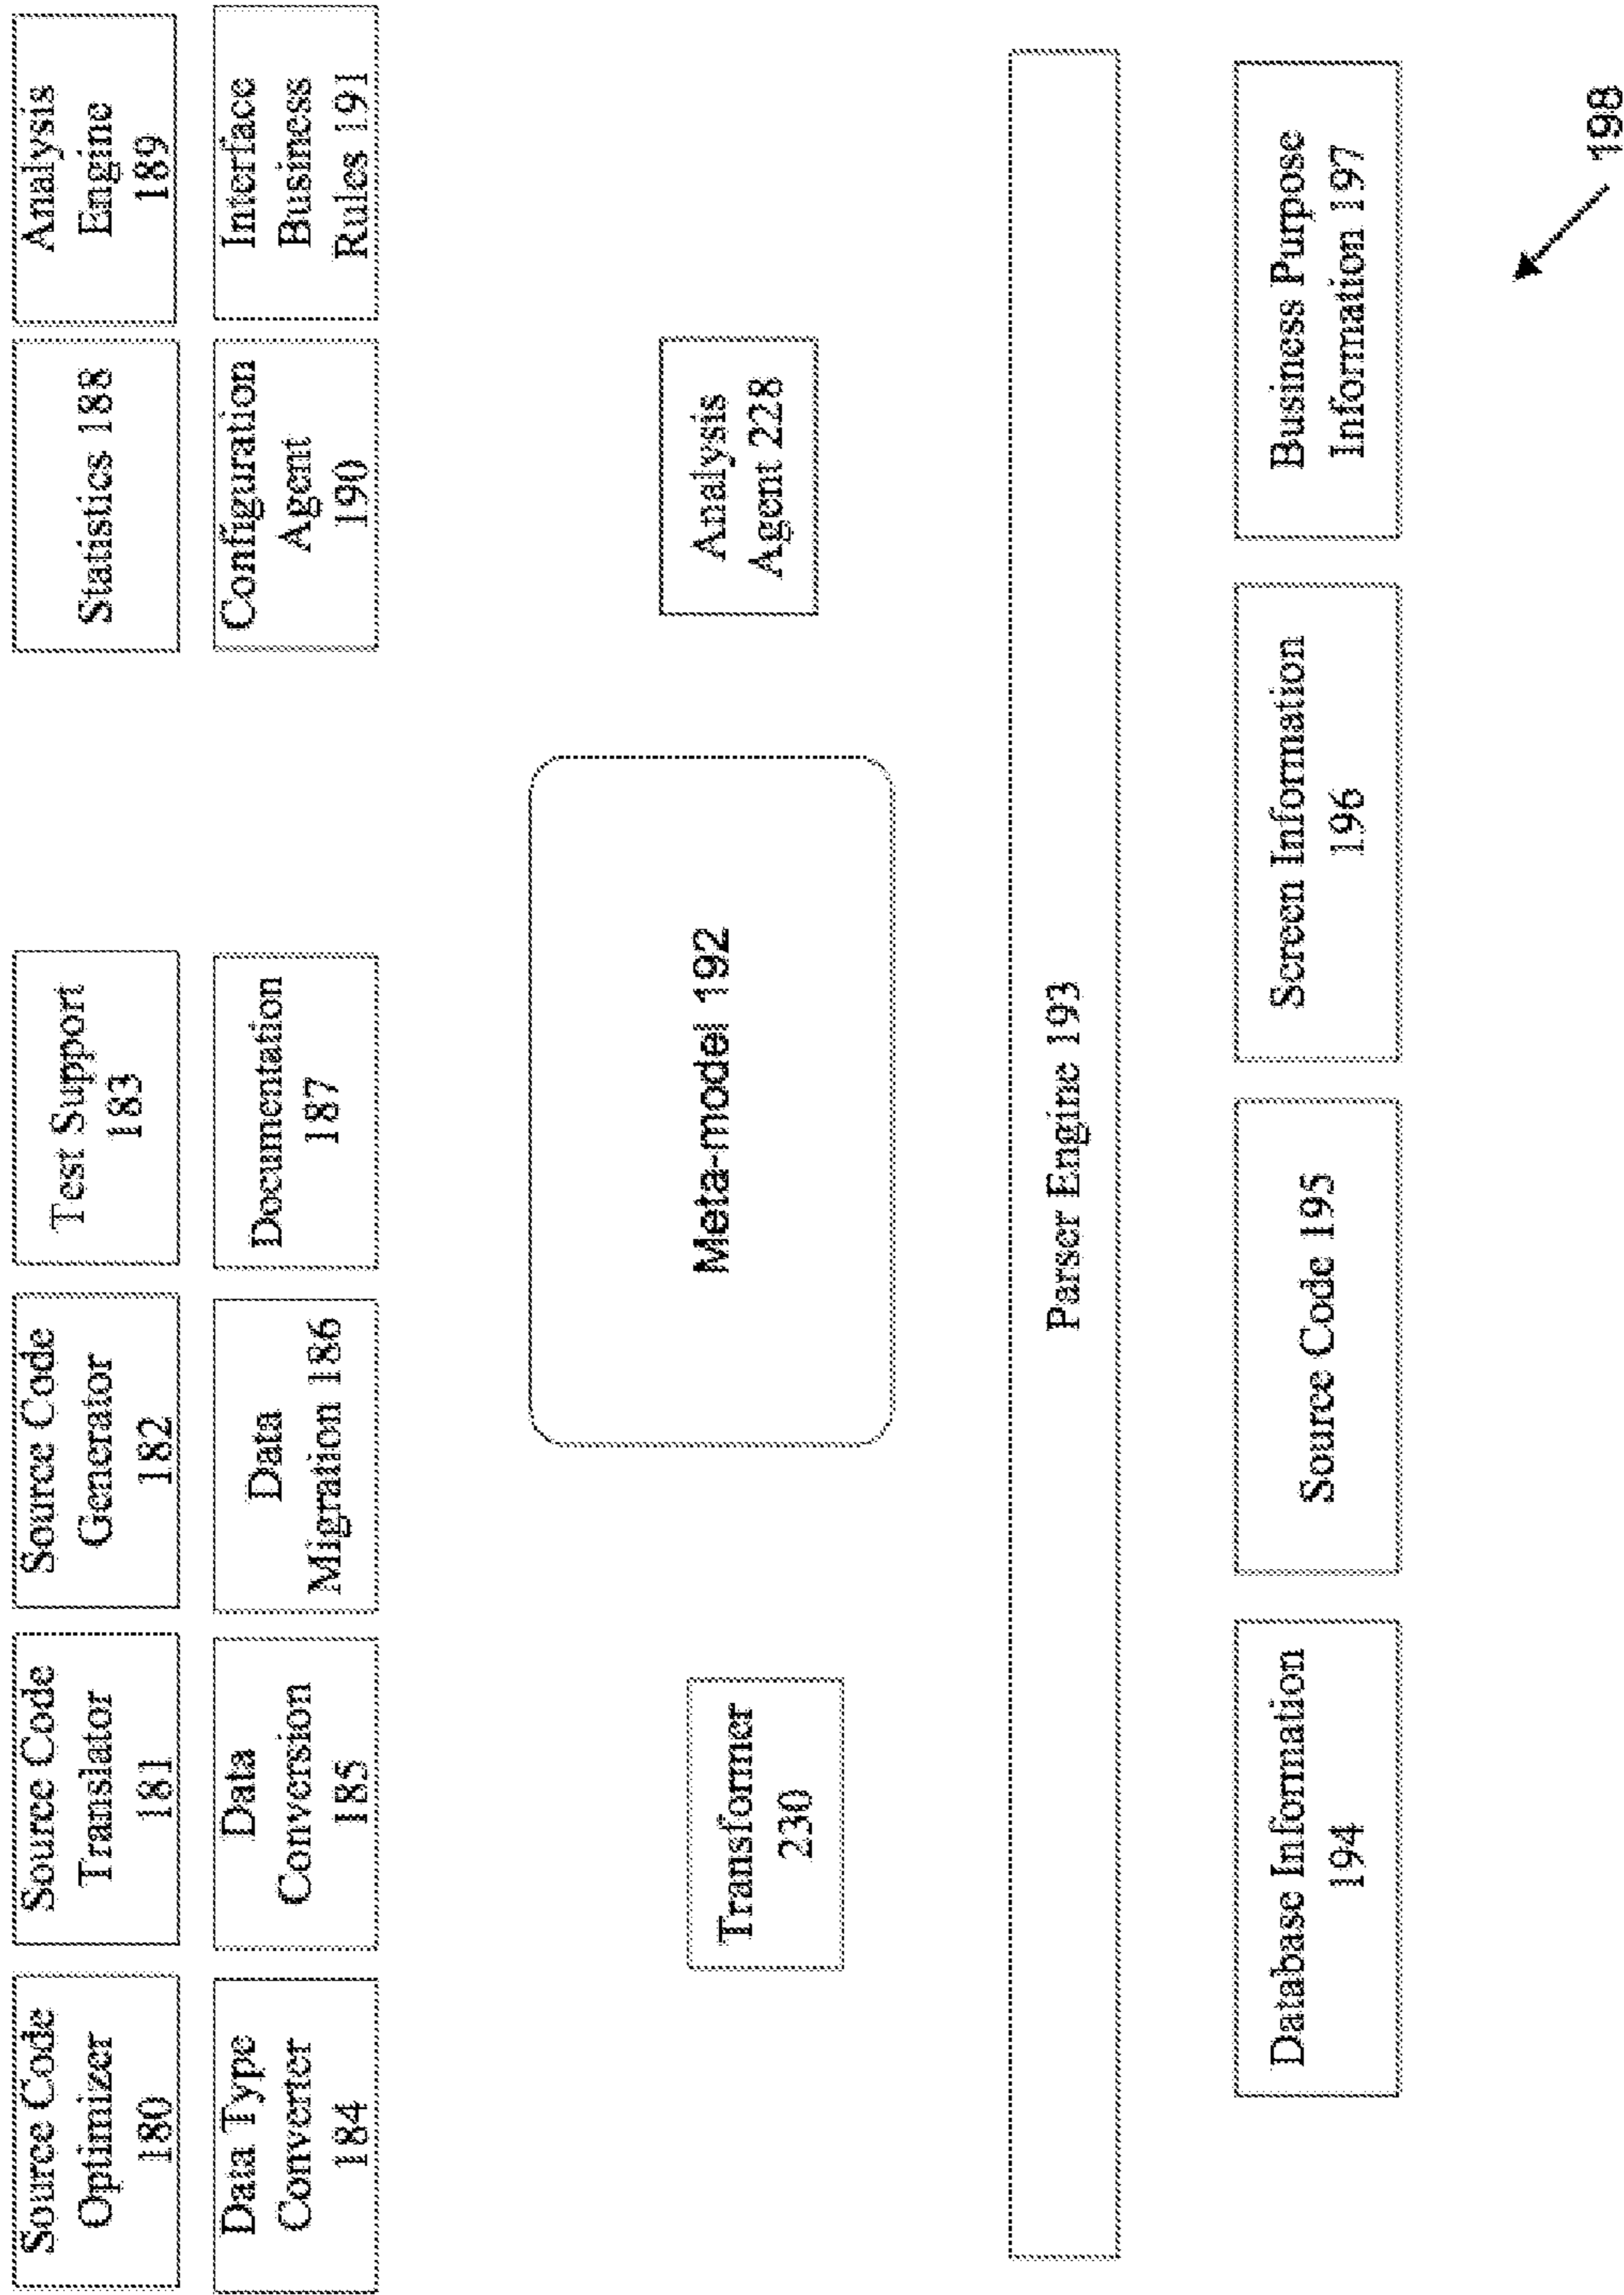 Source Code
Optimizer
180
Source Code
Translator
181
Source Code
Generator
182
Test Support
183
Statistics 188
Analysis
Engine
189
Data Type
Converter
184
Data
Conversion
185
Data
Migration 186
Documentation
187
Configuration
Agent
190
Interface
Business
Rules 191
Transformer
230
Meta-model 192
Analysis
Agent 228
Parser Engine 193
Database Information
194
Source Code 195
Screen Information
196
Business Purpose
Information 197
198